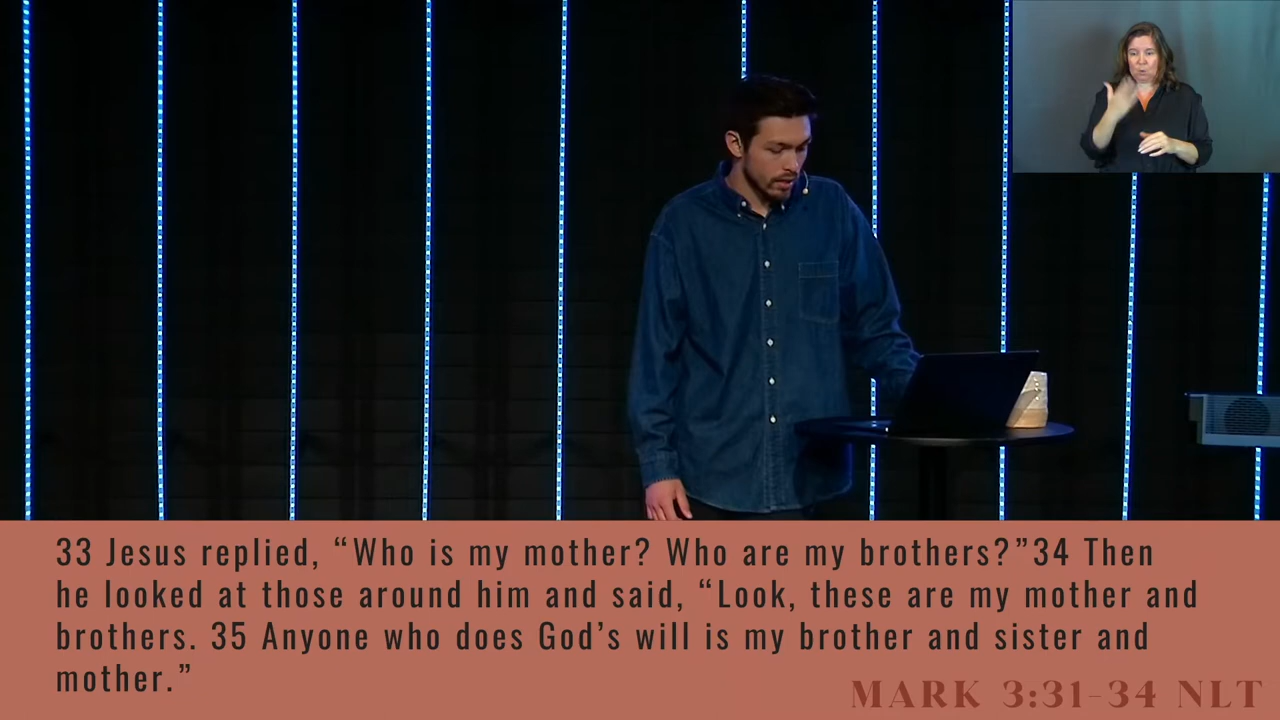 33 Jesus replied, “Who is my mother? Who are my brothers?”34 Then
he looked at those around him and said, “Look, these are my mother and
brothers. 35 Anyone who does God’s will is my brother and sister and
mother.”
MARK 3:31-34 NLT